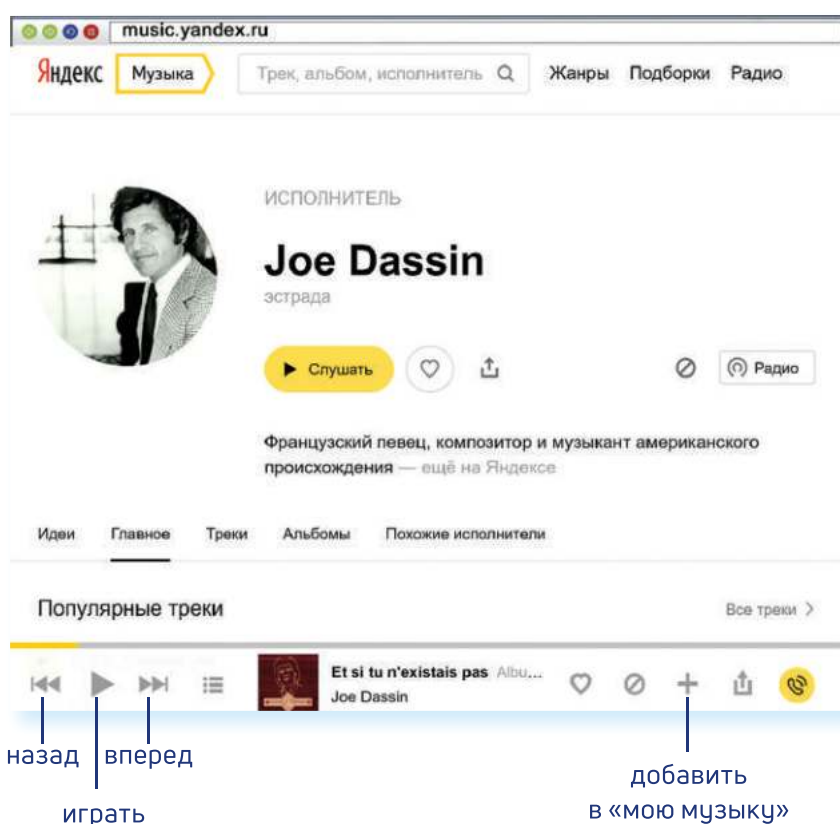 music.yandex.ru
Яндекс Музыка Трек, альбом, исполнитель Жанры Подборки Радио
ИСПОЛНИТЕЛЬ
Joe Dassin
эстрада
Слушать Радио
Французский певец, композитор и музыкант американского
происхождения — ещё на Яндексе
Идеи Главное Треки Альбомы Похожие исполнители
Популярные треки Все треки
Et si tu n'existais pas Albu...
Joe Dassin
назад вперед
играть
добавить
в «мою музыку»